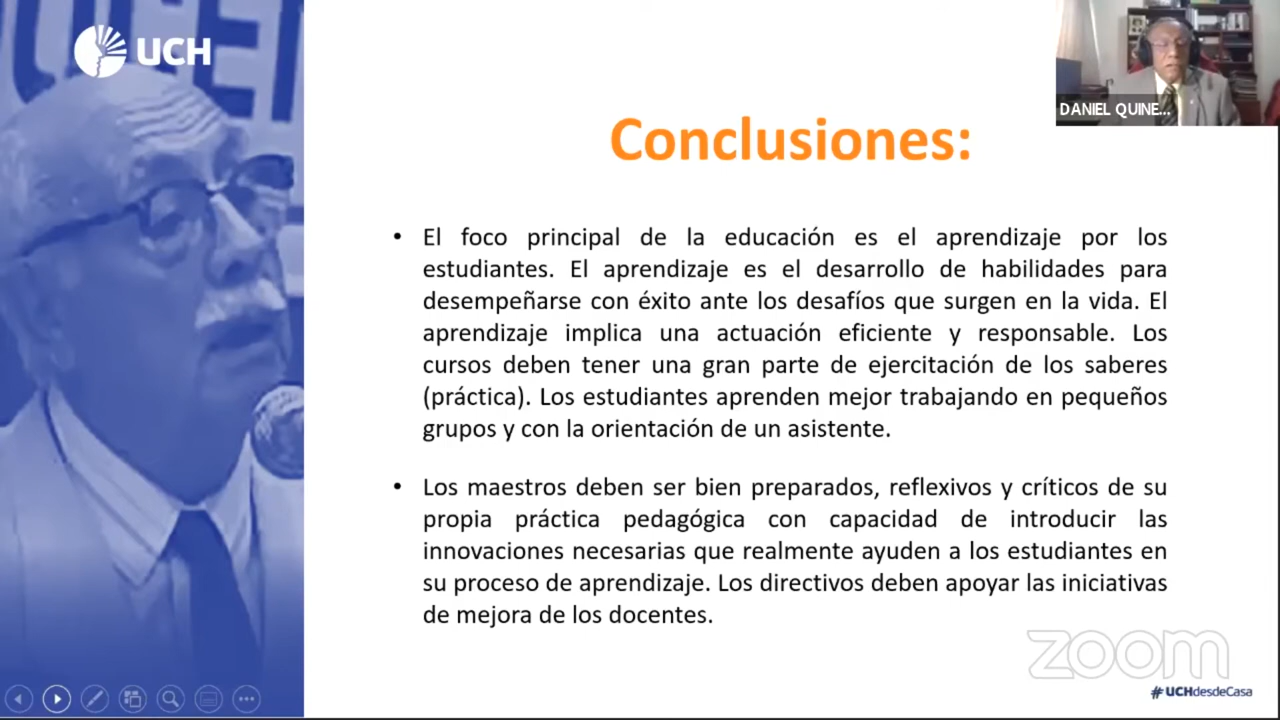 UCH
DANIEL QUINE...
Conclusiones:
• El foco principal de la educación es el aprendizaje por los
estudiantes. El aprendizaje es el desarrollo de habilidades para
desempeñarse con éxito ante los desafíos que surgen en la vida. El
aprendizaje implica una actuación eficiente y responsable. Los
cursos deben tener una gran parte de ejercitación de los saberes
(práctica). Los estudiantes aprenden mejor trabajando en pequeños
grupos y con la orientación de un asistente.
• Los maestros deben ser bien preparados, reflexivos y críticos de su
propia práctica pedagógica con capacidad de introducir las
innovaciones necesarias que realmente ayuden a los estudiantes en
su proceso de aprendizaje. Los directivos deben apoyar las iniciativas
de mejora de los docentes.
zoom
#UCHdesdeCasa